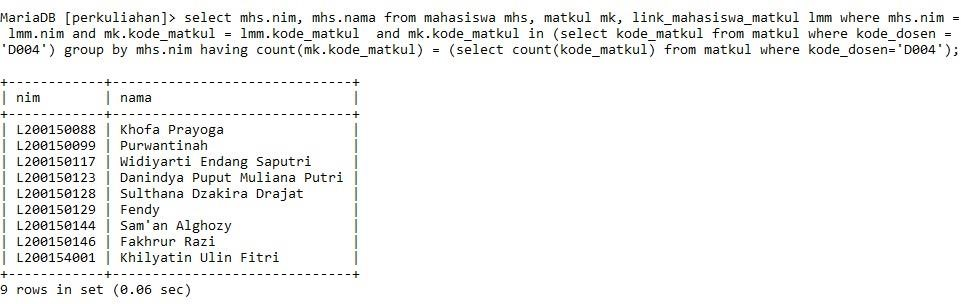 MariaDB [perkuliahan]> select mhs.nim, mhs.nama from mahasiswa mhs, matkul mk, link_mahasiswa_matkul lmm where mhs.nim =
 lmm.nim and mk.kode_matkul = lmm.kode_matkul  and mk.kode_matkul in (select kode_matkul from matkul where kode_dosen =
'D004') group by mhs.nim having count(mk.kode_matkul) = (select count(kode_matkul) from matkul where kode_dosen='D004');
+------------+------------------------------+
| nim        | nama                         |
+------------+------------------------------+
| L200150088 | Khofa Prayoga                |
| L200150099 | Purwantinah                  |
| L200150117 | Widiyarti Endang Saputri     |
| L200150123 | Danindya Puput Muliana Putri |
| L200150128 | Sulthana Dzakira Drajat      |
| L200150129 | Fendy                        |
| L200150144 | Sam'an Alghozy               |
| L200150146 | Fakhrur Razi                 |
| L200154001 | Khilyatin Ulin Fitri         |
+------------+------------------------------+
9 rows in set (0.06 sec)